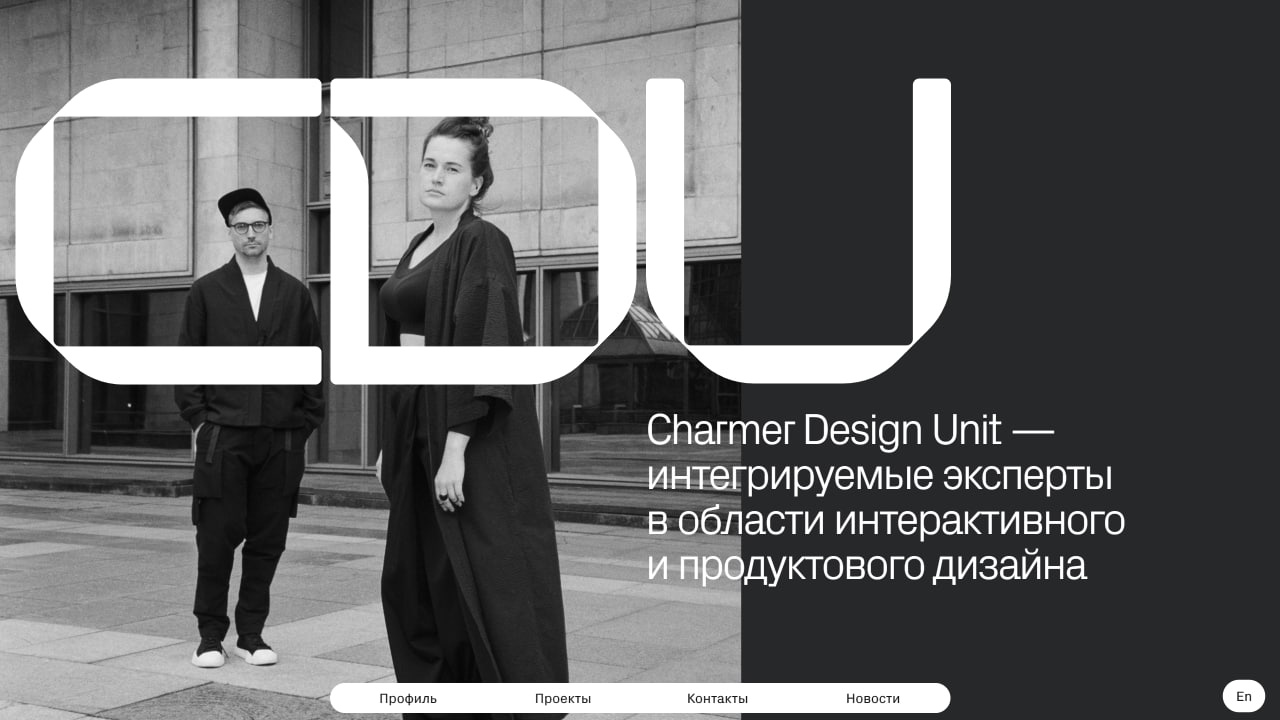 CDU
Charmer Design Unit —
интегрируемые эксперты
в области интерактивного
и продуктового дизайна
Профиль
Проекты
Контакты
Новости
En